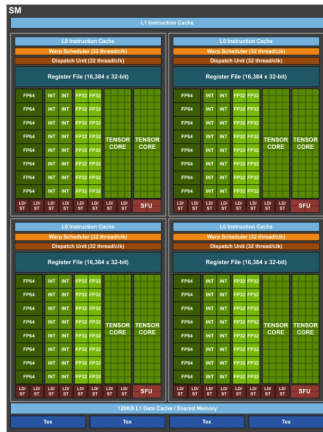 SM
L1 Instruction Cache
L0 Instruction Cache
Warp Scheduler (32 thread/clk)
Dispatch Unit (32 thread/clk)
Register File (16,384 x 32-bit)
FP64 INT INT FP32 FP32
FP64 INT INT FP32 FP32
FP64 INT INT FP32 FP32
FP64 INT INT FP32 FP32
TENSOR TENSOR
CORE CORE
FP64 INT INT FP32 FP32
FP64 INT INT FP32 FP32
FP64 INT INT FP32 FP32
FP64 INT INT FP32 FP32
LD/ LD/ LD/ LD/ LD/ LD/ LD/ LD/ SFU
ST ST ST ST ST ST ST ST
L0 Instruction Cache
Warp Scheduler (32 thread/clk)
Dispatch Unit (32 thread/clk)
Register File (16,384 x 32-bit)
FP64 INT INT FP32 FP32
FP64 INT INT FP32 FP32
FP64 INT INT FP32 FP32
FP64 INT INT FP32 FP32
TENSOR TENSOR
CORE CORE
FP64 INT INT FP32 FP32
FP64 INT INT FP32 FP32
FP64 INT INT FP32 FP32
FP64 INT INT FP32 FP32
LD/ LD/ LD/ LD/ LD/ LD/ LD/ LD/ SFU
ST ST ST ST ST ST ST ST
L0 Instruction Cache
Warp Scheduler (32 thread/clk)
Dispatch Unit (32 thread/clk)
Register File (16,384 x 32-bit)
FP64 INT INT FP32 FP32
FP64 INT INT FP32 FP32
FP64 INT INT FP32 FP32
FP64 INT INT FP32 FP32
TENSOR TENSOR
CORE CORE
FP64 INT INT FP32 FP32
FP64 INT INT FP32 FP32
FP64 INT INT FP32 FP32
FP64 INT INT FP32 FP32
LD/ LD/ LD/ LD/ LD/ LD/ LD/ LD/ SFU
ST ST ST ST ST ST ST ST
L0 Instruction Cache
Warp Scheduler (32 thread/clk)
Dispatch Unit (32 thread/clk)
Register File (16,384 x 32-bit)
FP64 INT INT FP32 FP32
FP64 INT INT FP32 FP32
FP64 INT INT FP32 FP32
FP64 INT INT FP32 FP32
TENSOR TENSOR
CORE CORE
FP64 INT INT FP32 FP32
FP64 INT INT FP32 FP32
FP64 INT INT FP32 FP32
FP64 INT INT FP32 FP32
LD/ LD/ LD/ LD/ LD/ LD/ LD/ LD/ SFU
ST ST ST ST ST ST ST ST
128KB L1 Data Cache / Shared Memory
Tex Tex Tex Tex